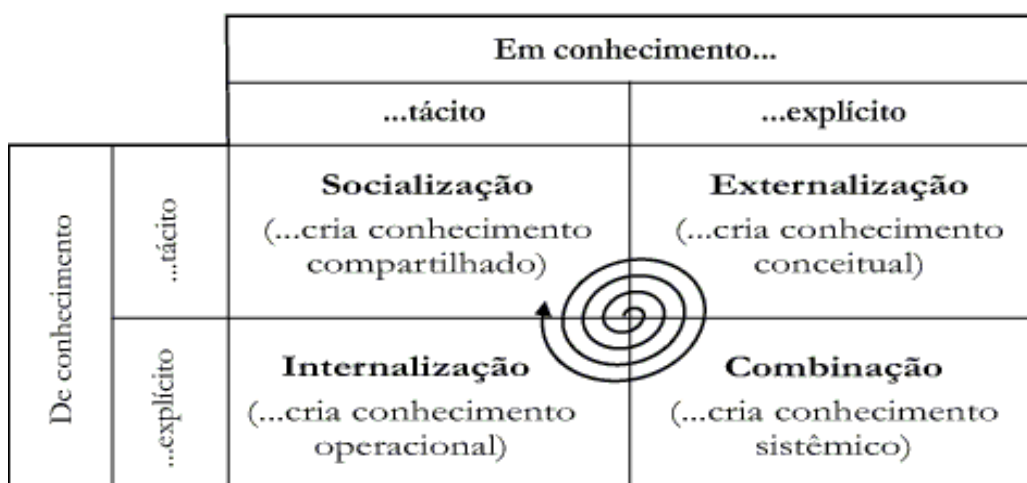 Em conhecimento...
...tácito
...explícito
De conhecimento
...tácito
Socialização
(...cria conhecimento
compartilhado)
Externalização
(...cria conhecimento
conceitual)
...explícito
Internalização
(...cria conhecimento
operacional)
Combinação
(...cria conhecimento
sistêmico)